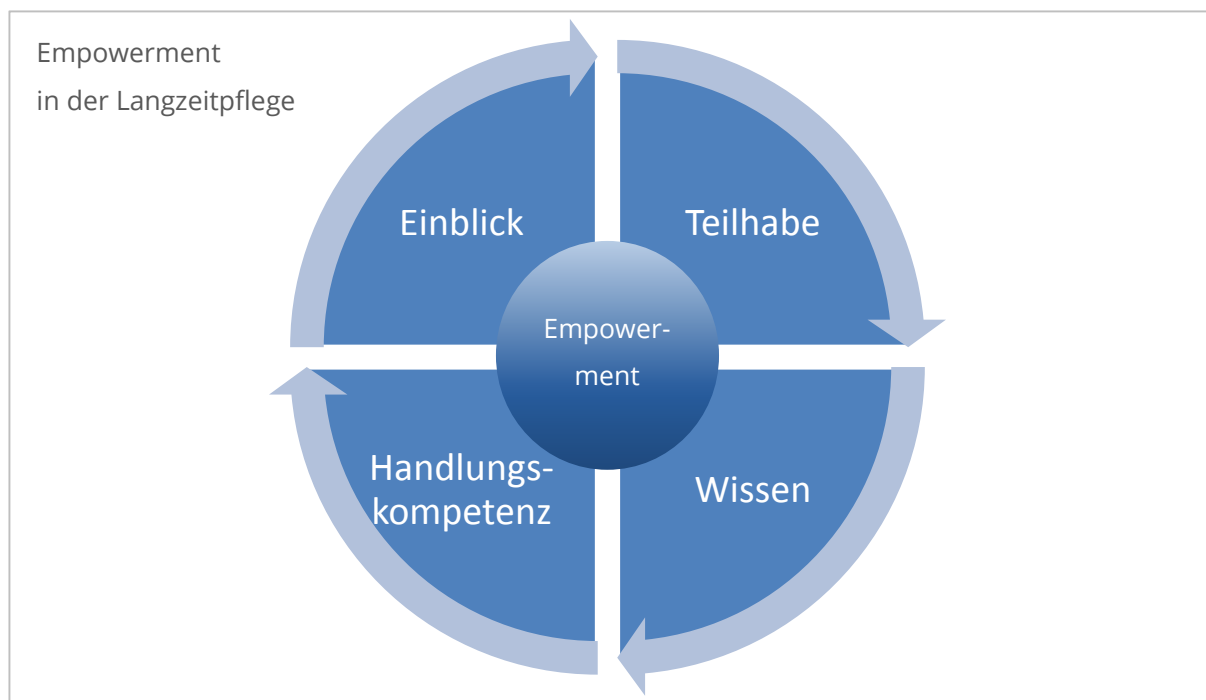 Empowerment
in der Langzeitpflege
Einblick
Teilhabe
Empower-
ment
Handlungs-
kompetenz
Wissen